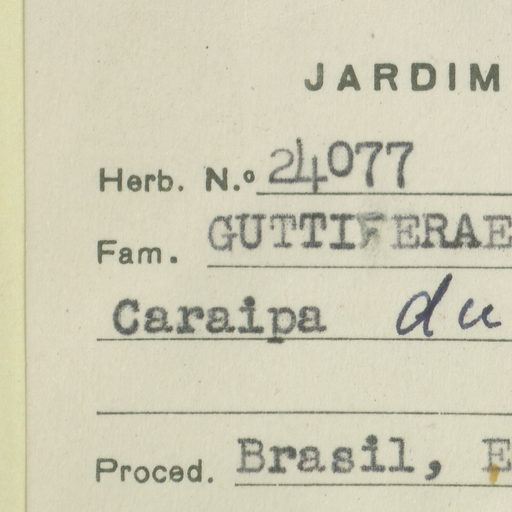 JARDIM
Herb. N.º 24077
Fam. GUTTIFERAE
Caraipa du
Proced. Brasil, E